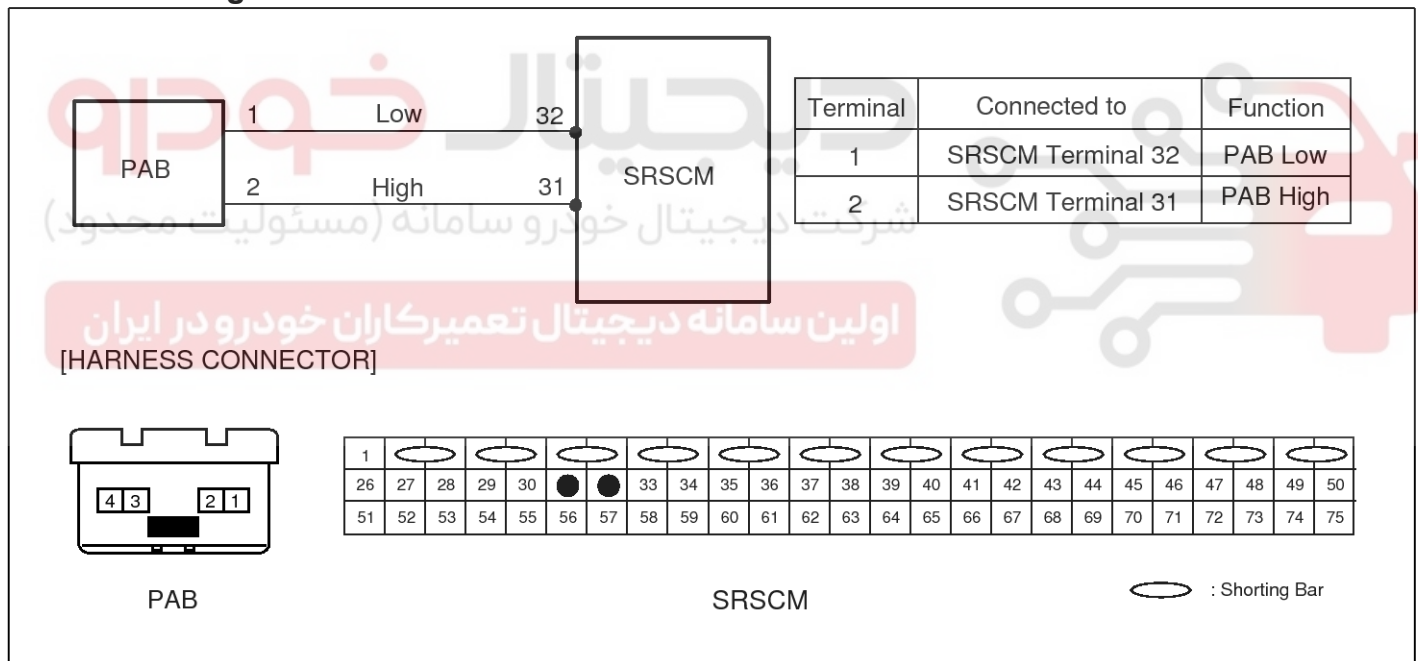 PAB
1 Low 32
2 High 31
SRSCM
Terminal Connected to Function
1 SRSCM Terminal 32 PAB Low
2 SRSCM Terminal 31 PAB High
دیجیتال خودرو
شرکت دیجیتال خودرو سامانه (مسئولیت محدود)
اولین سامانه دیجیتال تعمیرکاران خودرو در ایران
[HARNESS CONNECTOR]
4 3 2 1
1
26 27 28 29 30 33 34 35 36 37 38 39 40 41 42 43 44 45 46 47 48 49 50
51 52 53 54 55 56 57 58 59 60 61 62 63 64 65 66 67 68 69 70 71 72 73 74 75
PAB
SRSCM
: Shorting Bar